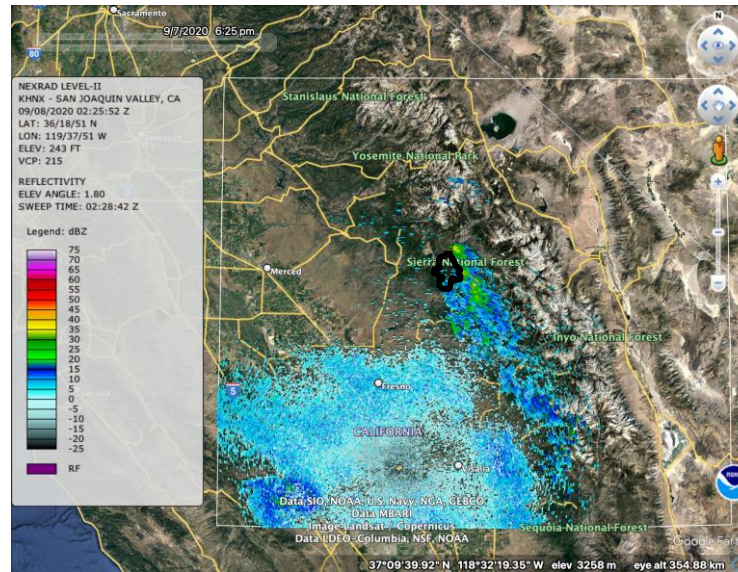 Sacramento
9/7/2020 6:25 pm
N
80
NEXRAD LEVEL-II
KHNX - SAN JOAQUIN VALLEY, CA
09/08/2020 02:25:52 Z
LAT: 36/18/51 N
LON: 119/37/51 W
ELEV: 243 FT
VCP: 215
REFLECTIVITY
ELEV ANGLE: 1.80
SWEEP TIME: 02:28:42 Z
Legend: dBZ
75
70
65
60
55
50
45
40
35
30
25
20
15
10
5
0
-5
-10
-15
-20
-25
RF
Stanislaus National Forest
Yosemite National Park
Sierra National Forest
Merced
Inyo National Forest
5
Fresno
CALIFORNIA
Visalia
Data SIO, NOAA, U.S. Navy, NGA, GEBCO
Data MBARI
Image Landsat / Copernicus
Data LDEO-Columbia, NSF, NOAA
Sequoia National Forest
Google Eart
37°09'39.92" N 118°32'19.35" W elev 3258 m eye alt 354.88 km